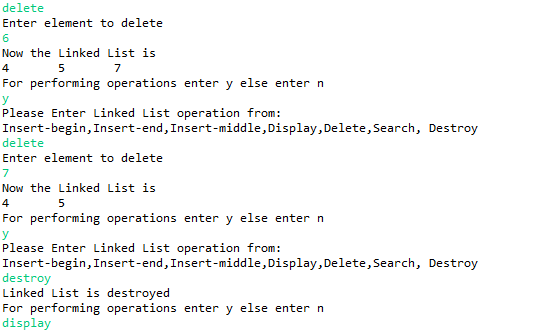 delete
Enter element to delete
6
Now the Linked List is
4 5 7
For performing operations enter y else enter n
y
Please Enter Linked List operation from:
Insert-begin,Insert-end,Insert-middle,Display,Delete,Search, Destroy
delete
Enter element to delete
7
Now the Linked List is
4 5
For performing operations enter y else enter n
y
Please Enter Linked List operation from:
Insert-begin,Insert-end,Insert-middle,Display,Delete,Search, Destroy
destroy
Linked List is destroyed
For performing operations enter y else enter n
display